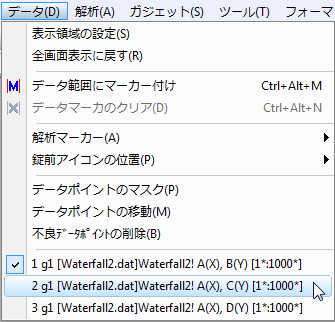 データ(D) 解析(A) ガジェット(S) ツール(T) フォーマ
表示領域の設定(S)
全画面表示に戻す(R)
データ範囲にマーカー付け Ctrl+Alt+M
データマーカのクリア(D) Ctrl+Alt+N
解析マーカー(A)
錠前アイコンの位置(P)
データポイントのマスク(P)
データポイントの移動(M)
不良ﾃﾞｰﾀﾎﾟｲﾝﾄの削除(B)
1 g1 [Waterfall2.dat]Waterfall2! A(X), B(Y) [1*:1000*]
2 g1 [Waterfall2.dat]Waterfall2! A(X), C(Y) [1*:1000*]
3 g1 [Waterfall2.dat]Waterfall2! A(X), D(Y) [1*:1000*]